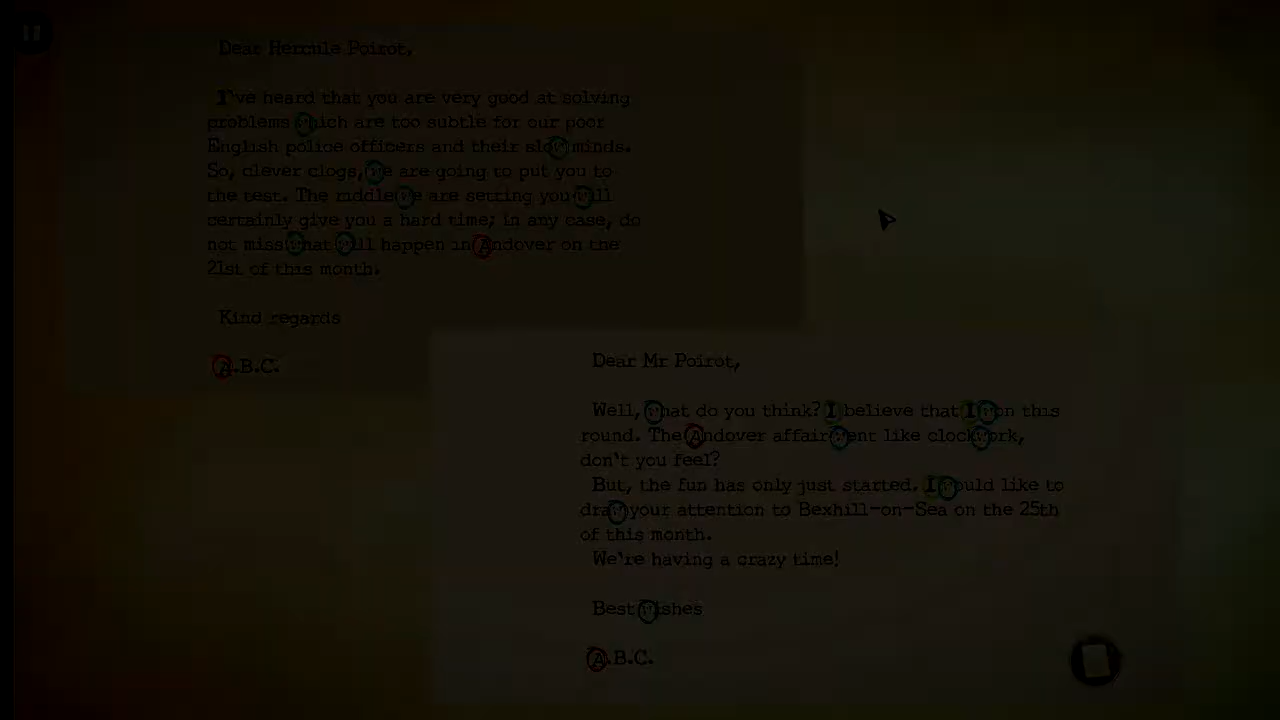 Dear Hercule Poirot,
I've heard that you are very good at solving
problems which are too subtle for our poor
English police officers and their slow minds.
So, clever clogs, we are going to put you to
the test. The riddle we are setting you will
certainly give you a hard time; in any case, do
not miss what will happen in Andover on the
21st of this month.
Kind regards
A.B.C.
Dear Mr Poirot,
Well, what do you think? I believe that I won this
round. The Andover affair went like clockwork,
don't you feel?
But, the fun has only just started. I would like to
draw your attention to Bexhill-on-Sea on the 25th
of this month.
We're having a crazy time!
Best wishes
A.B.C.